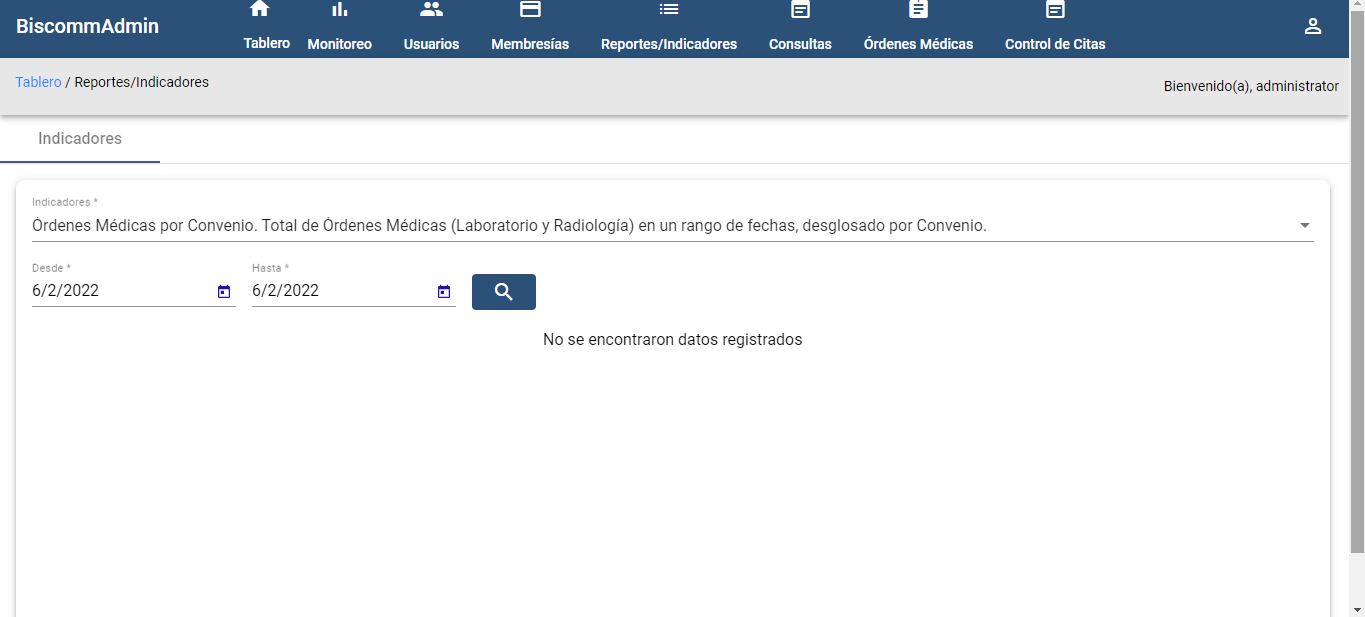 BiscommAdmin
Tablero
Monitoreo
Usuarios
Membresías
Reportes/Indicadores
Consultas
Órdenes Médicas
Control de Citas
Tablero / Reportes/Indicadores
Bienvenido(a), administrator
Indicadores
Indicadores *
Órdenes Médicas por Convenio. Total de Órdenes Médicas (Laboratorio y Radiología) en un rango de fechas, desglosado por Convenio.
Desde *
Hasta *
6/2/2022
6/2/2022
No se encontraron datos registrados